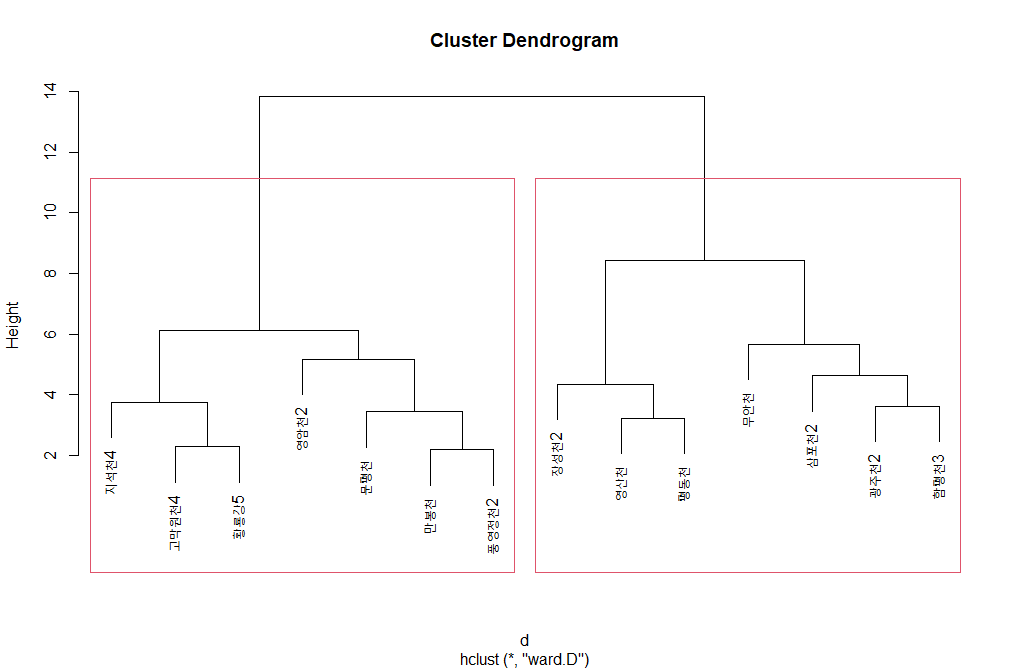 Cluster Dendrogram
Height
14
12
10
8
6
4
2
지석천4
고막원천4
황룡강5
영암천2
문평천
만봉천
풍영정천2
장성천2
영산천
평동천
무안천
삼포천2
광주천2
함평천3
d
hclust (*, "ward.D")